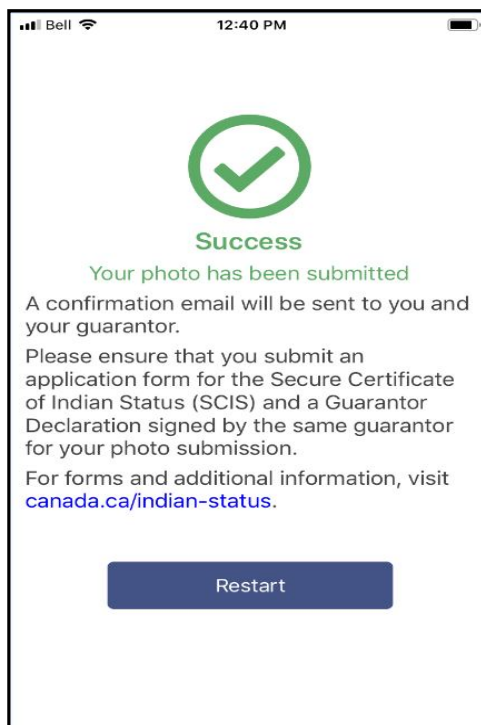 Bell 12:40 PM
Success
Your photo has been submitted
A confirmation email will be sent to you and
your guarantor.
Please ensure that you submit an
application form for the Secure Certificate
of Indian Status (SCIS) and a Guarantor
Declaration signed by the same guarantor
for your photo submission.
For forms and additional information, visit
canada.ca/indian-status.
Restart